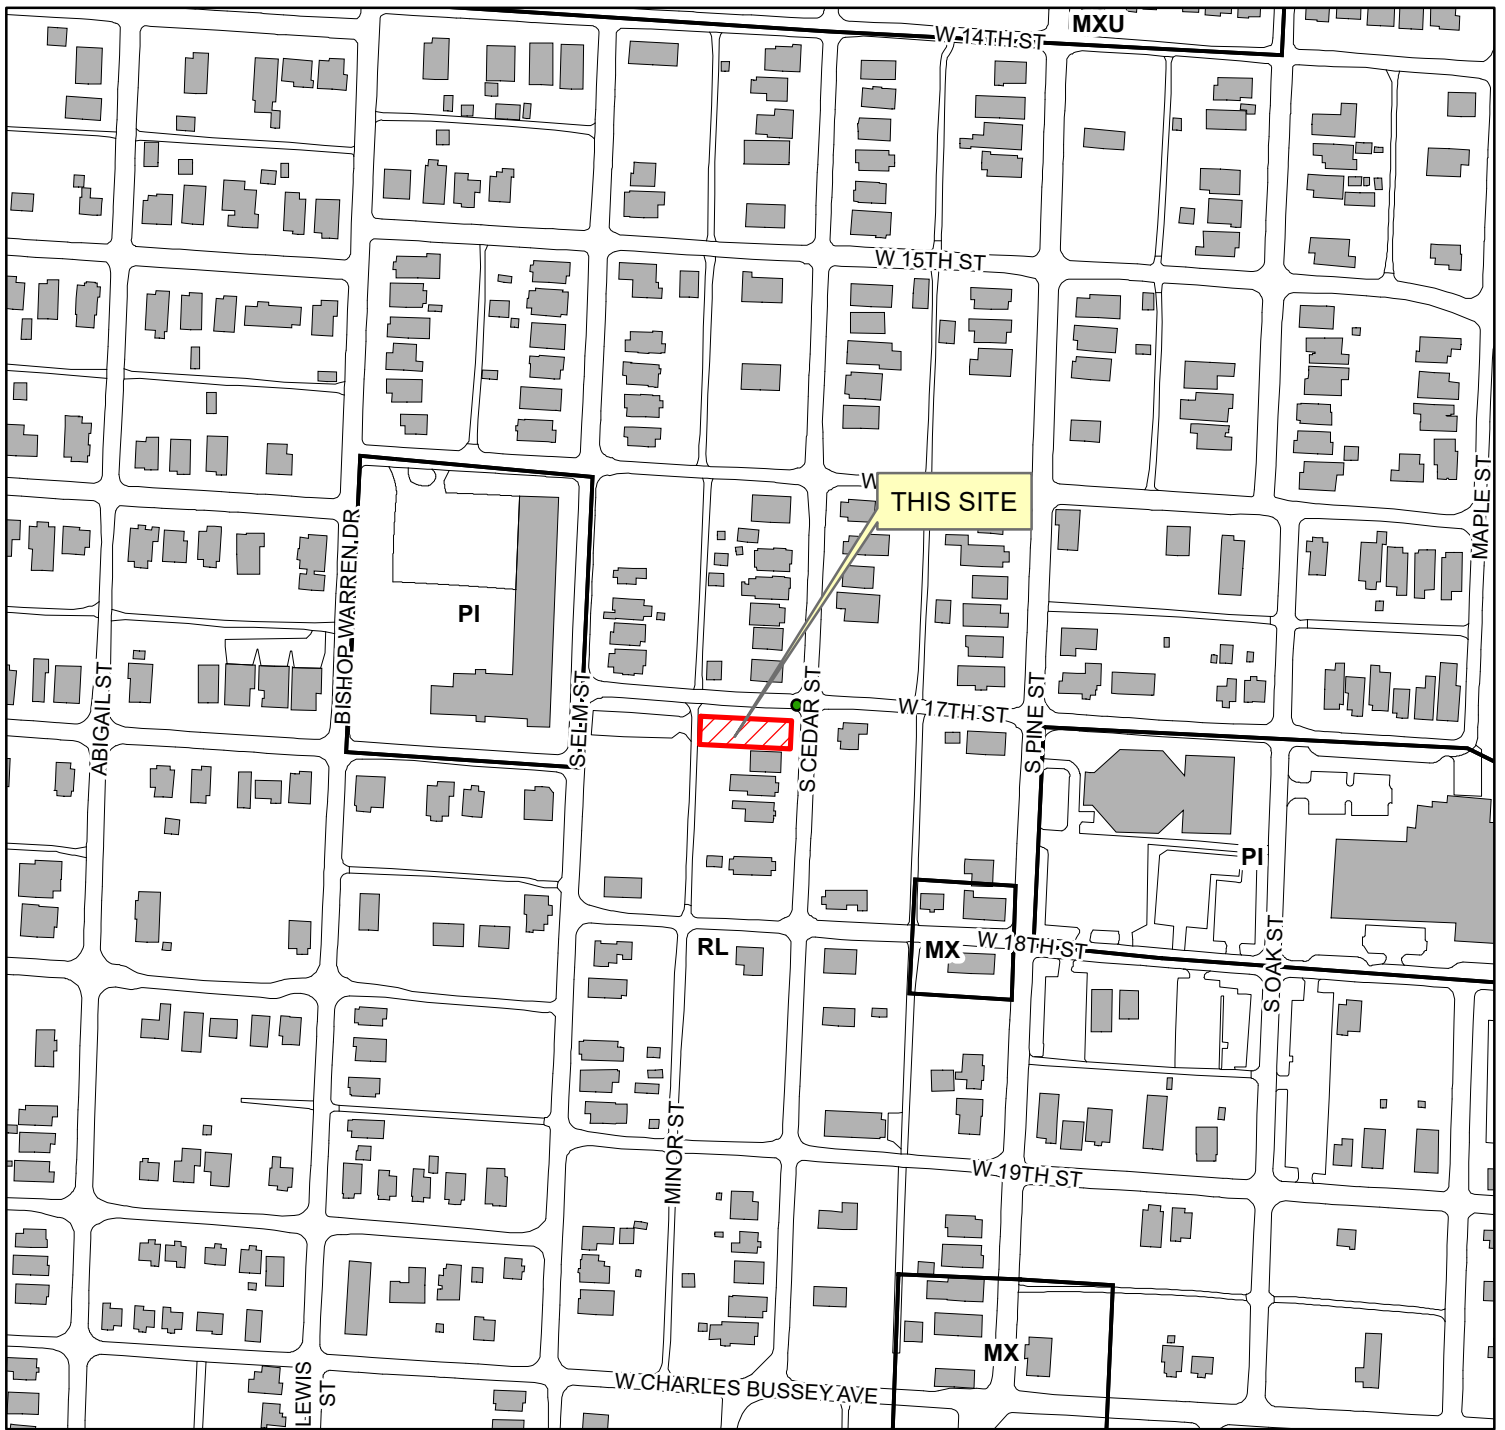 MXU
W 14TH ST
W 15TH ST
W
THIS SITE
MAPLE ST
BISHOP WARREN DR
PI
ABIGAIL ST
S ELM ST
S CEDAR ST
W 17TH ST
S PINE ST
PI
RL
MX
W 18TH ST
S OAK ST
MINOR ST
W 19TH ST
MX
LEWIS
ST
W CHARLES BUSSEY AVE